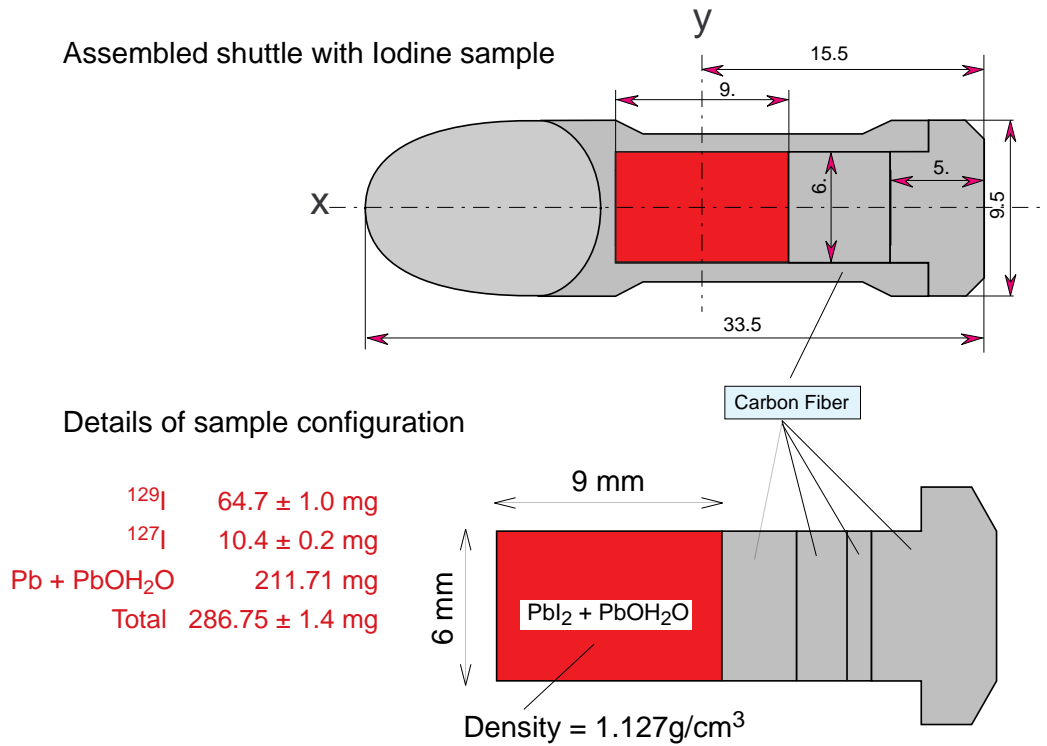 y
Assembled shuttle with Iodine sample
15.5
9.
6.
5.
9.5
x
33.5
Carbon Fiber
Details of sample configuration
9 mm
¹²⁹I 64.7 ± 1.0 mg
¹²⁷I 10.4 ± 0.2 mg
Pb + PbOH₂O 211.71 mg
Total 286.75 ± 1.4 mg
6 mm
PbI₂ + PbOH₂O
Density = 1.127g/cm³